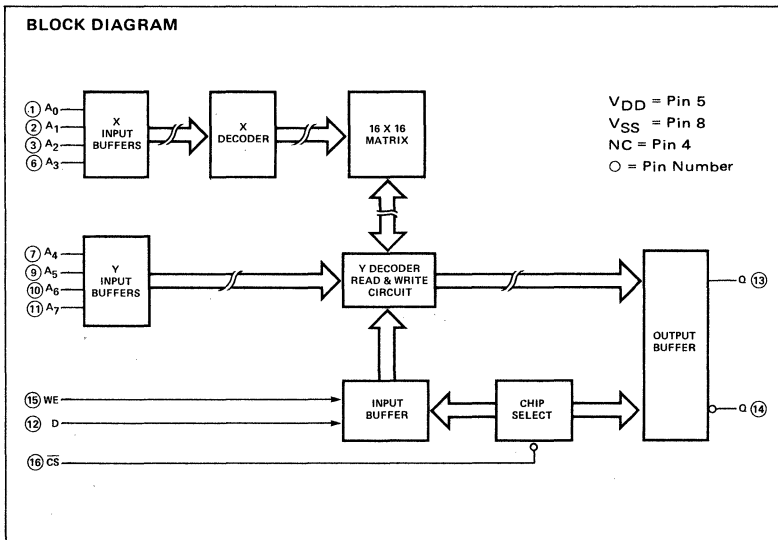 BLOCK DIAGRAM
1 A0
2 A1
3 A2
6 A3
X
INPUT
BUFFERS
X
DECODER
16 X 16
MATRIX
VDD = Pin 5
VSS = Pin 8
NC = Pin 4
○ = Pin Number
7 A4
9 A5
10 A6
11 A7
Y
INPUT
BUFFERS
Y DECODER
READ & WRITE
CIRCUIT
OUTPUT
BUFFER
Q 13
Q 14
15 WE
12 D
16 C̅S̅
INPUT
BUFFER
CHIP
SELECT